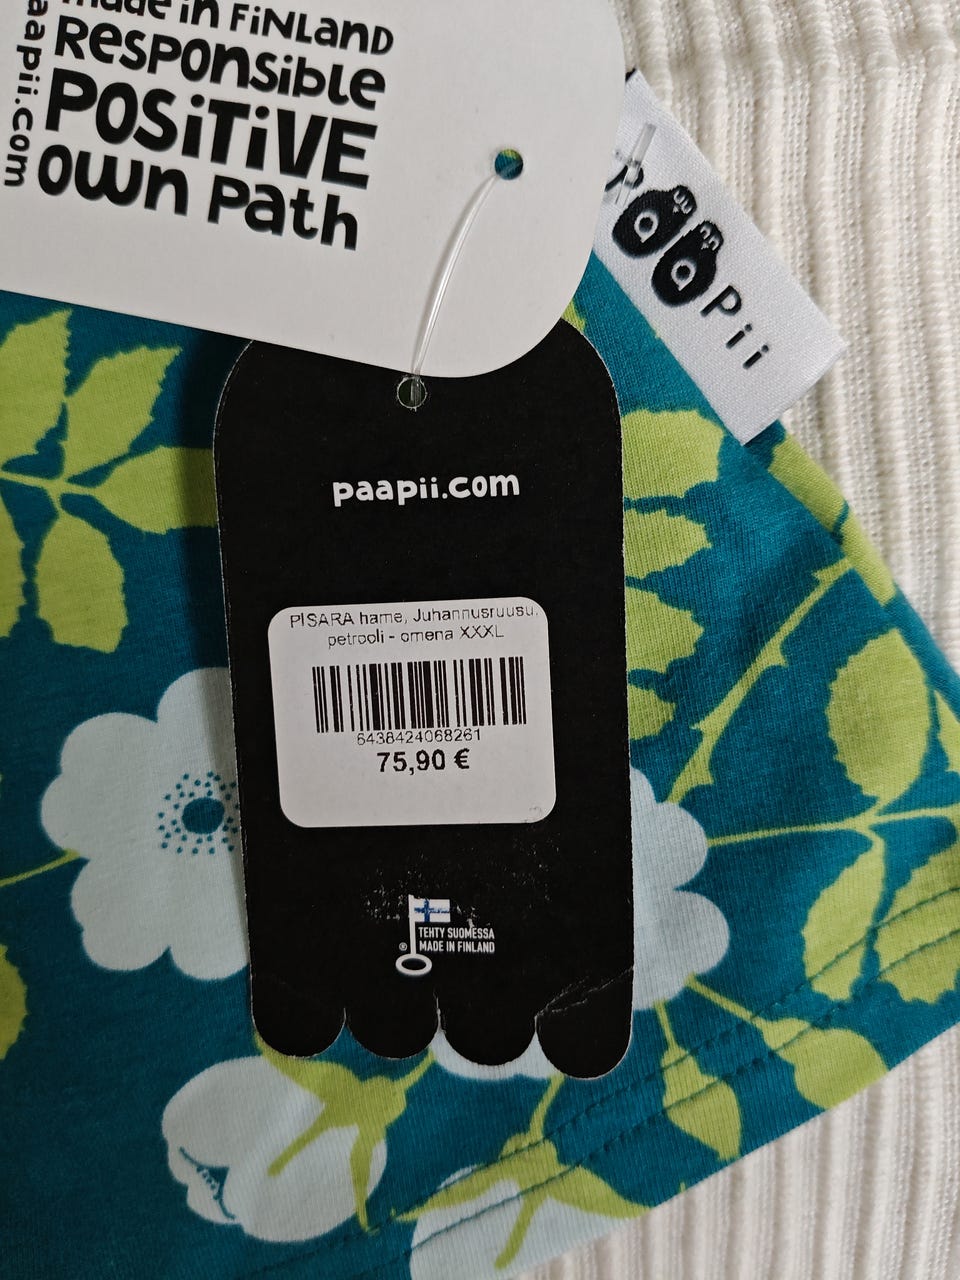 made in FiNLaND
Responsible
POSiTiVE
own path
aapii.com
Paapii
paapii.com
PISARA hame, Juhannusruusu,
petrooli - omena XXXL
6438424068261
75,90 €
®
TEHTY SUOMESSA
MADE IN FINLAND